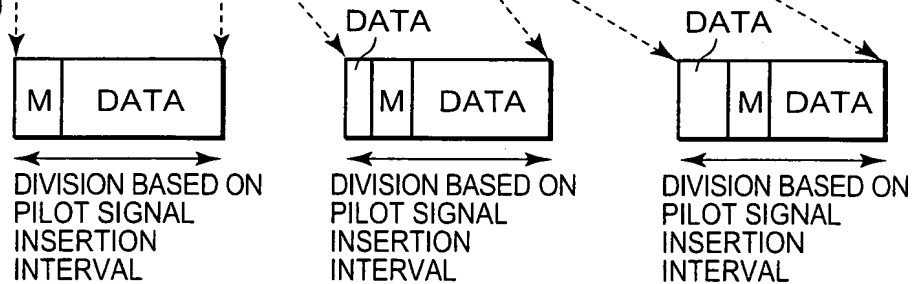 DATA
DATA
M DATA
M DATA
M DATA
DIVISION BASED ON
PILOT SIGNAL
INSERTION
INTERVAL
DIVISION BASED ON
PILOT SIGNAL
INSERTION
INTERVAL
DIVISION BASED ON
PILOT SIGNAL
INSERTION
INTERVAL